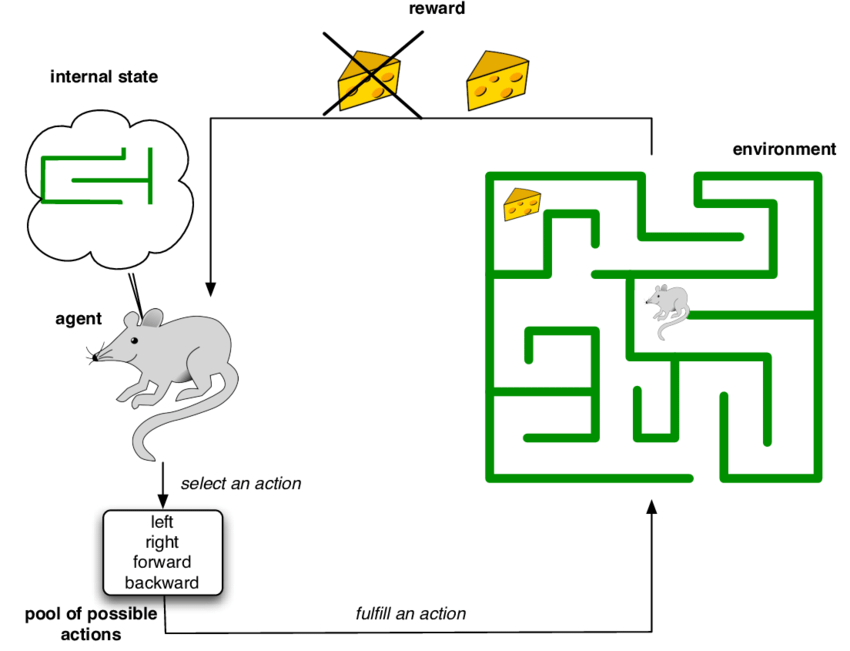 reward
internal state
environment
agent
select an action
left
right
forward
backward
pool of possible
actions
fulfill an action